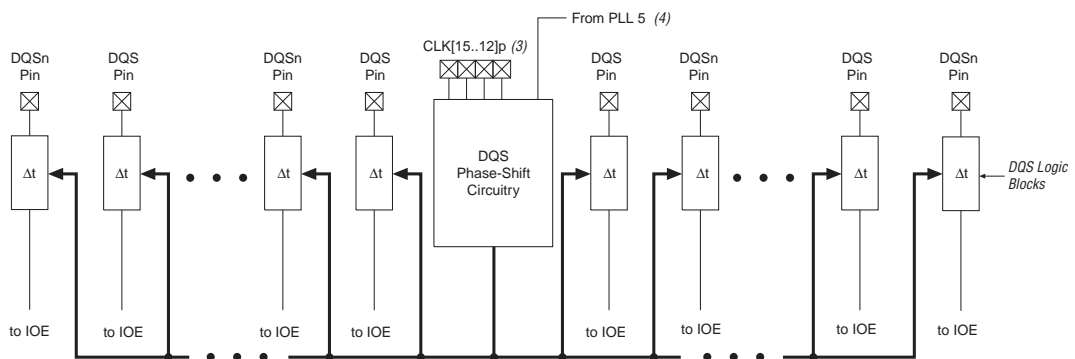 From PLL 5 (4)
CLK[15..12]p (3)
DQSn
Pin
DQS
Pin
DQSn
Pin
DQS
Pin
DQS
Pin
DQSn
Pin
DQS
Pin
DQSn
Pin
Δt
Δt
Δt
Δt
DQS
Phase-Shift
Circuitry
Δt
Δt
Δt
Δt
DQS Logic
Blocks
to IOE
to IOE
to IOE
to IOE
to IOE
to IOE
to IOE
to IOE